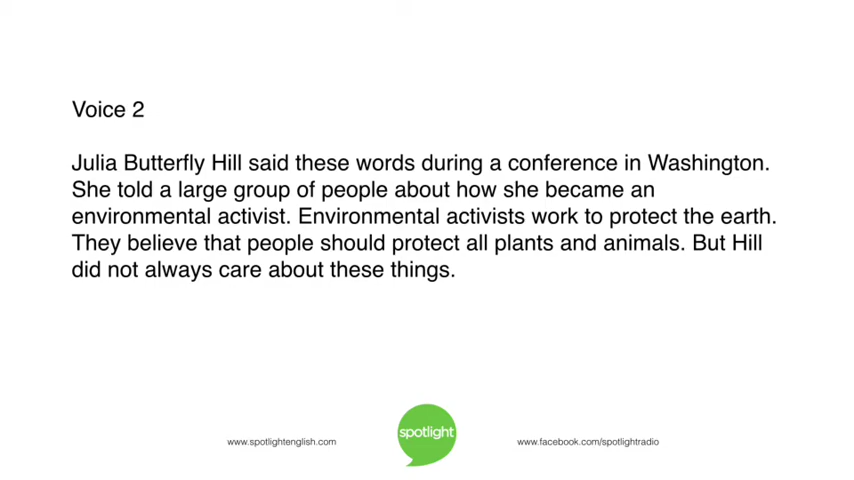 Voice 2
Julia Butterfly Hill said these words during a conference in Washington.
She told a large group of people about how she became an
environmental activist. Environmental activists work to protect the earth.
They believe that people should protect all plants and animals. But Hill
did not always care about these things.
www.spotlightenglish.com
spotlight
www.facebook.com/spotlightradio